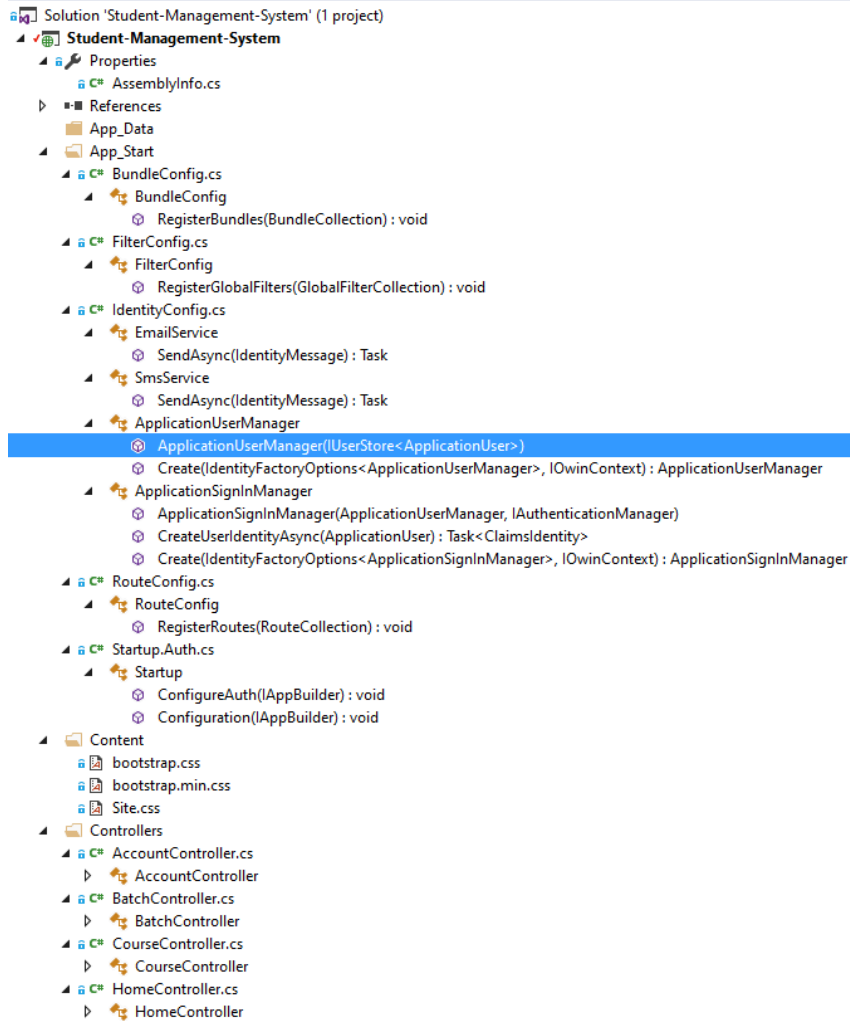 Solution 'Student-Management-System' (1 project)
Student-Management-System
Properties
C# AssemblyInfo.cs
References
App_Data
App_Start
C# BundleConfig.cs
BundleConfig
RegisterBundles(BundleCollection) : void
C# FilterConfig.cs
FilterConfig
RegisterGlobalFilters(GlobalFilterCollection) : void
C# IdentityConfig.cs
EmailService
SendAsync(IdentityMessage) : Task
SmsService
SendAsync(IdentityMessage) : Task
ApplicationUserManager
ApplicationUserManager(IUserStore<ApplicationUser>)
Create(IdentityFactoryOptions<ApplicationUserManager>, IOwinContext) : ApplicationUserManager
ApplicationSignInManager
ApplicationSignInManager(ApplicationUserManager, IAuthenticationManager)
CreateUserIdentityAsync(ApplicationUser) : Task<ClaimsIdentity>
Create(IdentityFactoryOptions<ApplicationSignInManager>, IOwinContext) : ApplicationSignInManager
C# RouteConfig.cs
RouteConfig
RegisterRoutes(RouteCollection) : void
C# Startup.Auth.cs
Startup
ConfigureAuth(IAppBuilder) : void
Configuration(IAppBuilder) : void
Content
bootstrap.css
bootstrap.min.css
Site.css
Controllers
C# AccountController.cs
AccountController
C# BatchController.cs
BatchController
C# CourseController.cs
CourseController
C# HomeController.cs
HomeController